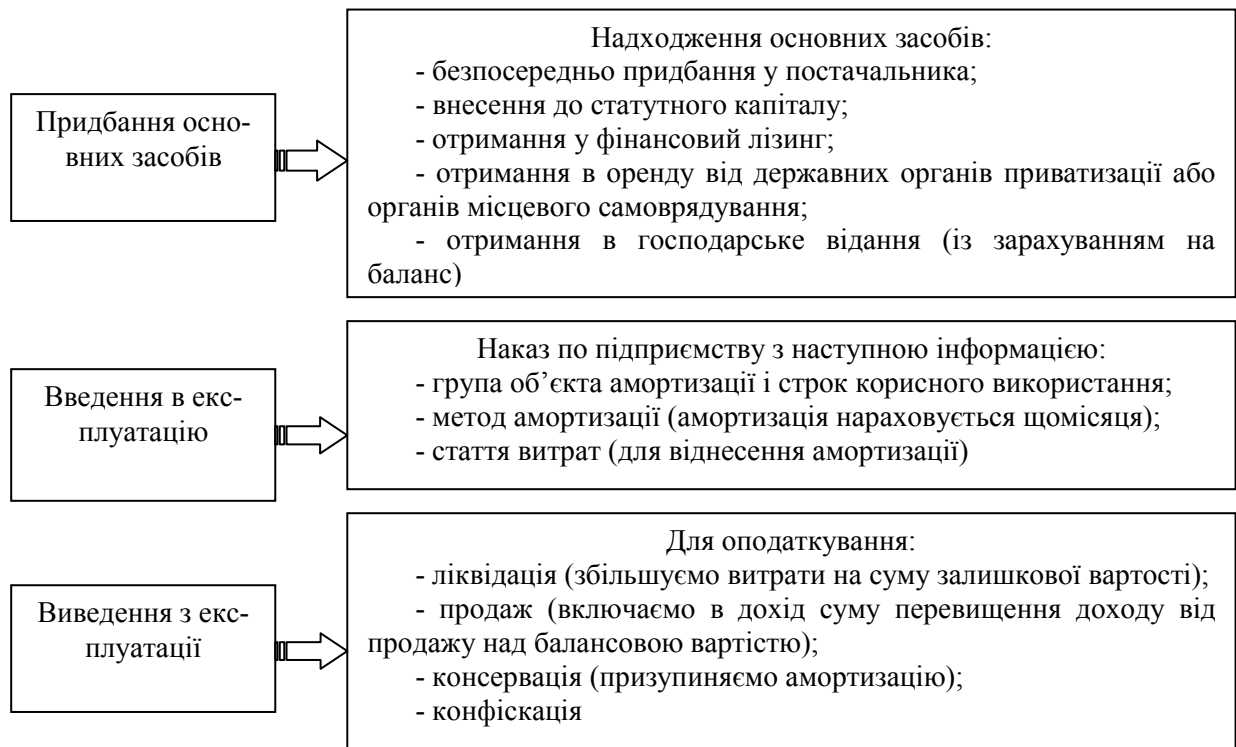 Придбання осно-
вних засобів
Надходження основних засобів:
- безпосередньо придбання у постачальника;
- внесення до статутного капіталу;
- отримання у фінансовий лізинг;
- отримання в оренду від державних органів приватизації або
органів місцевого самоврядування;
- отримання в господарське відання (із зарахуванням на
баланс)
Введення в екс-
плуатацію
Наказ по підприємству з наступною інформацією:
- група об’єкта амортизації і строк корисного використання;
- метод амортизації (амортизація нараховується щомісяця);
- стаття витрат (для віднесення амортизації)
Виведення з екс-
плуатації
Для оподаткування:
- ліквідація (збільшуємо витрати на суму залишкової вартості);
- продаж (включаємо в дохід суму перевищення доходу від
продажу над балансовою вартістю);
- консервація (призупиняємо амортизацію);
- конфіскація